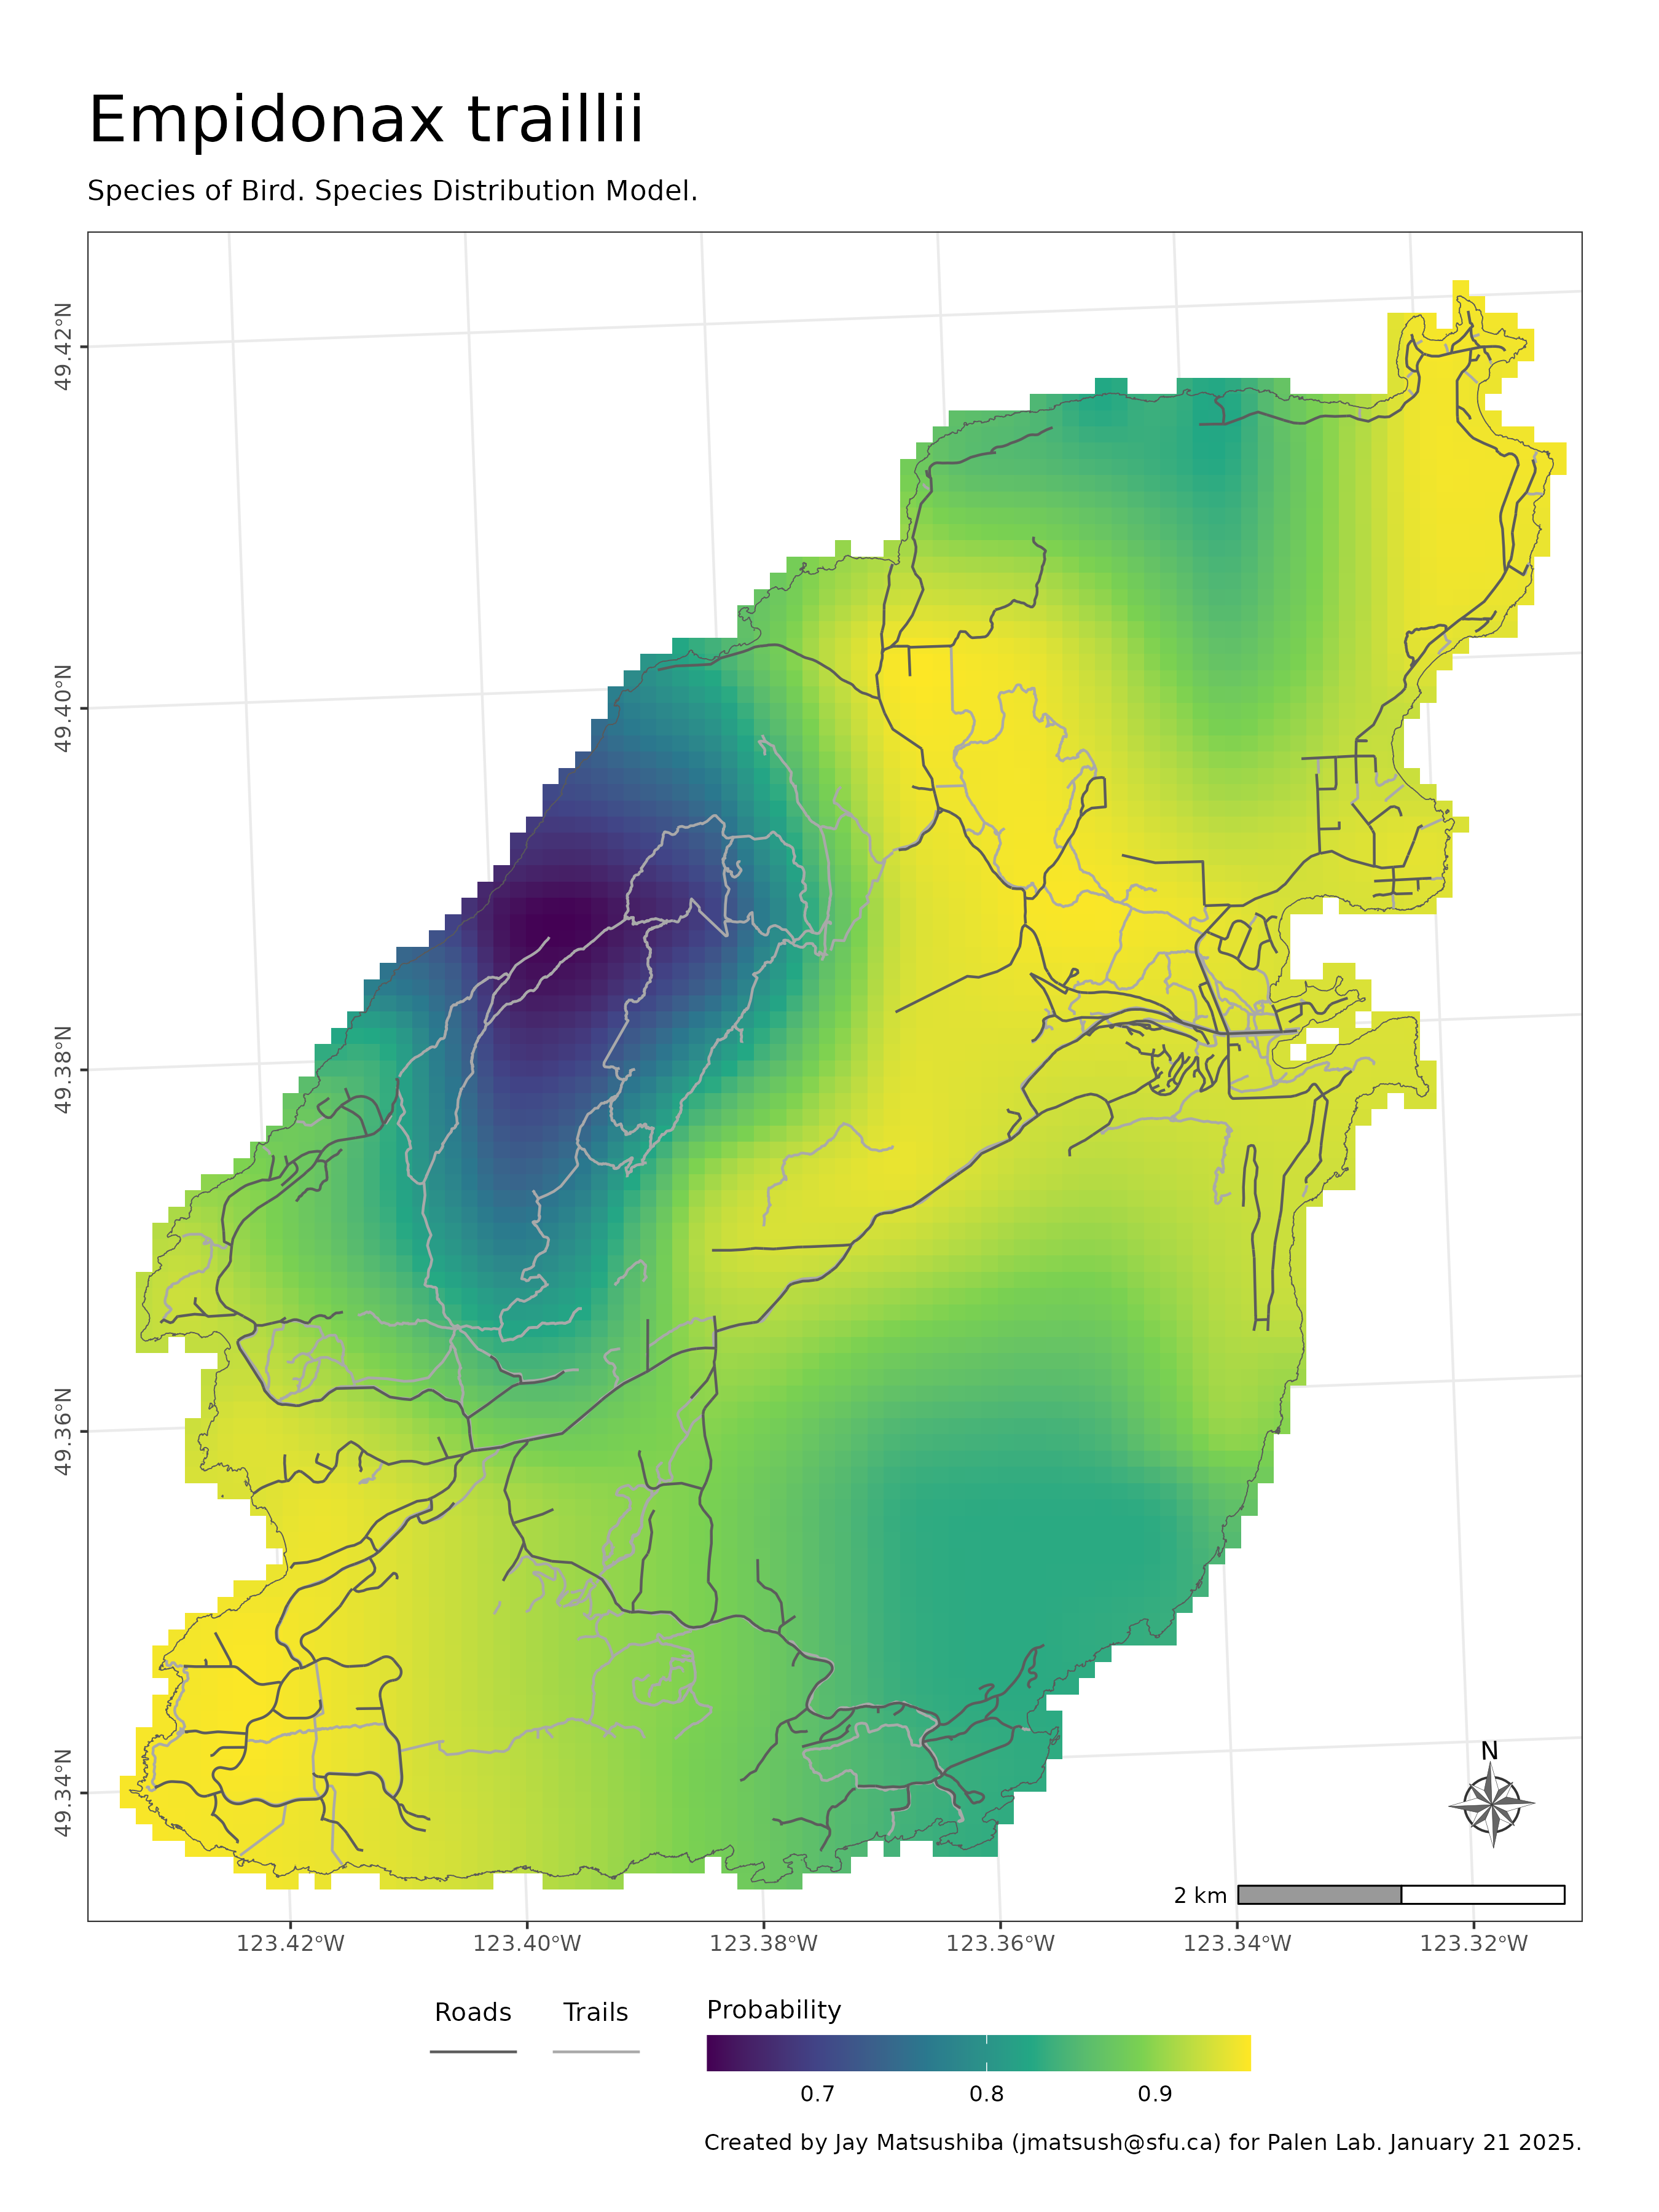 Empidonax traillii
Species of Bird. Species Distribution Model.
49.42°N
49.40°N
49.38°N
49.36°N
49.34°N
N
2 km
123.42°W 123.40°W 123.38°W 123.36°W 123.34°W 123.32°W
Roads Trails Probability
0.7 0.8 0.9
Created by Jay Matsushiba (jmatsush@sfu.ca) for Palen Lab. January 21 2025.